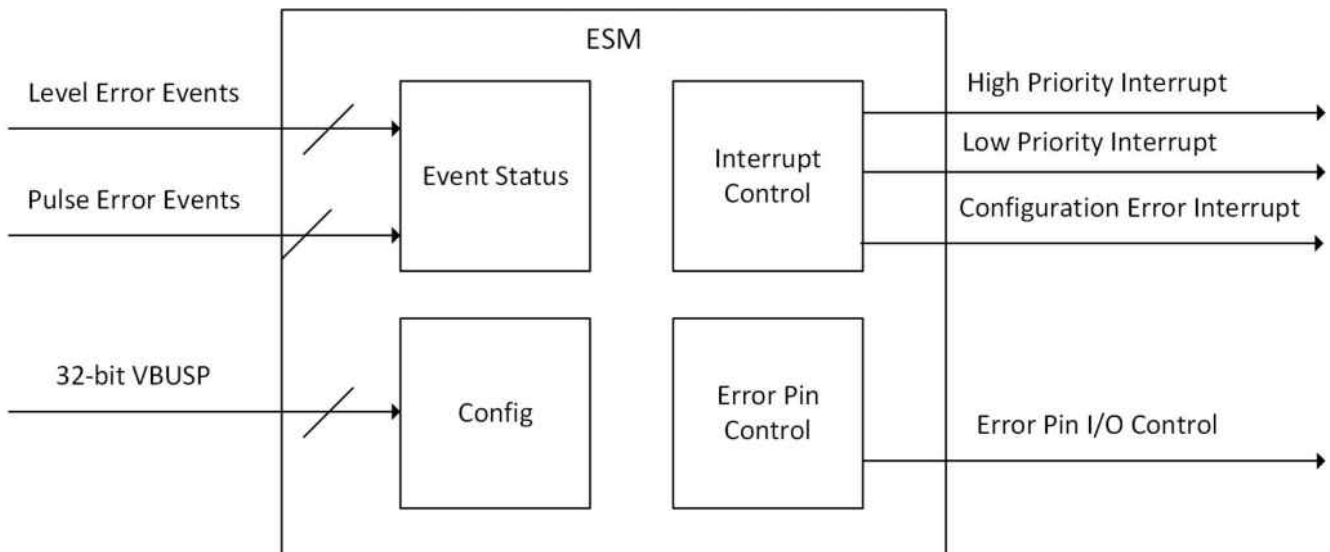 ESM
Level Error Events
Pulse Error Events
32-bit VBUSP
Event Status
Config
Interrupt
Control
Error Pin
Control
High Priority Interrupt
Low Priority Interrupt
Configuration Error Interrupt
Error Pin I/O Control